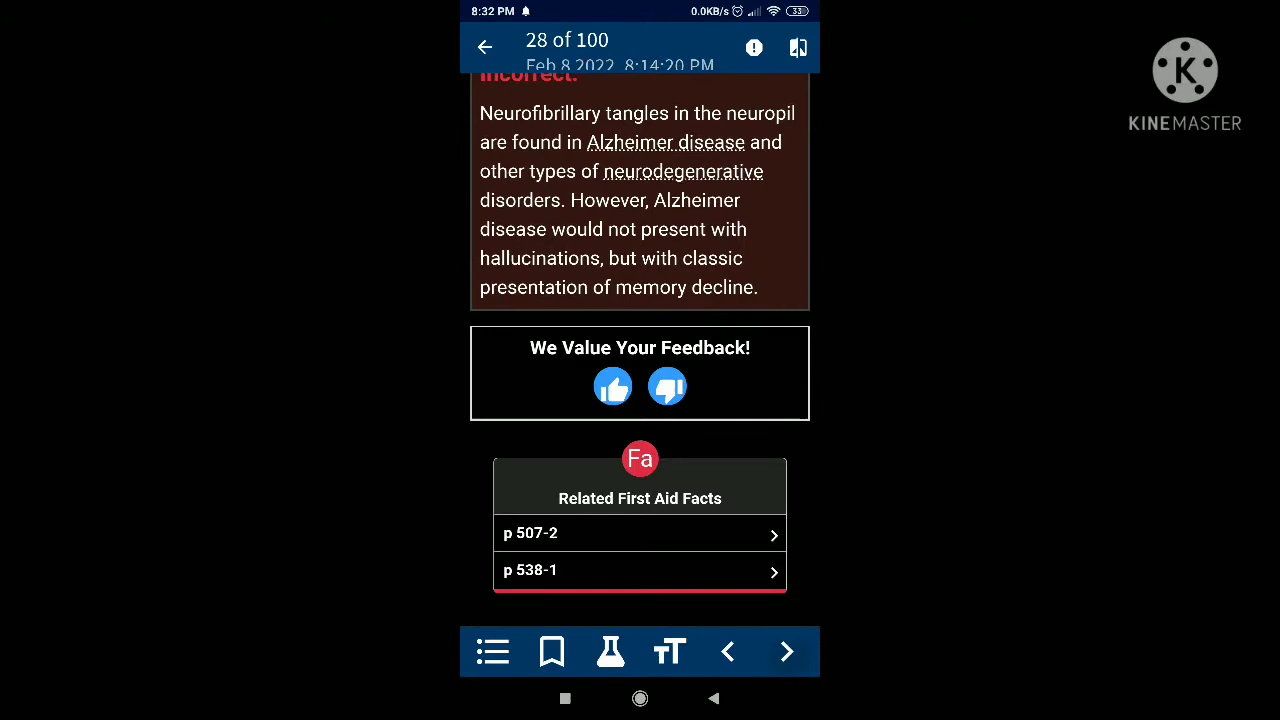 8:32 PM 0.0KB/s 33
28 of 100
Feb 8 2022, 8:14:20 PM
Incorrect:
Neurofibrillary tangles in the neuropil
are found in Alzheimer disease and
other types of neurodegenerative
disorders. However, Alzheimer
disease would not present with
hallucinations, but with classic
presentation of memory decline.
We Value Your Feedback!
Fa
Related First Aid Facts
p 507-2
p 538-1
TT
K
KINEMASTER